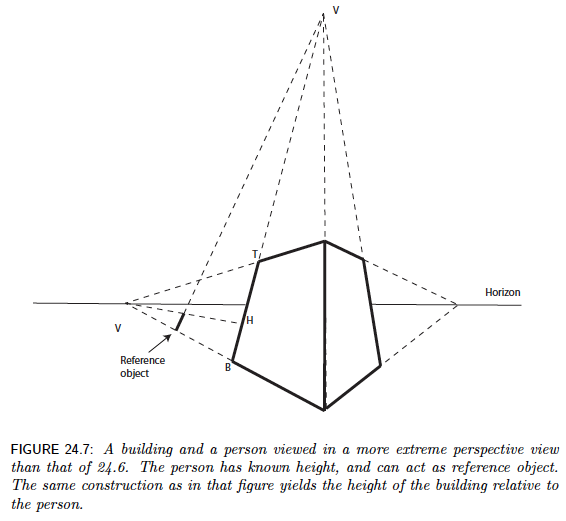 V
T
Horizon
H
V
Reference
object
B
FIGURE 24.7: A building and a person viewed in a more extreme perspective view
than that of 24.6. The person has known height, and can act as reference object.
The same construction as in that figure yields the height of the building relative to
the person.